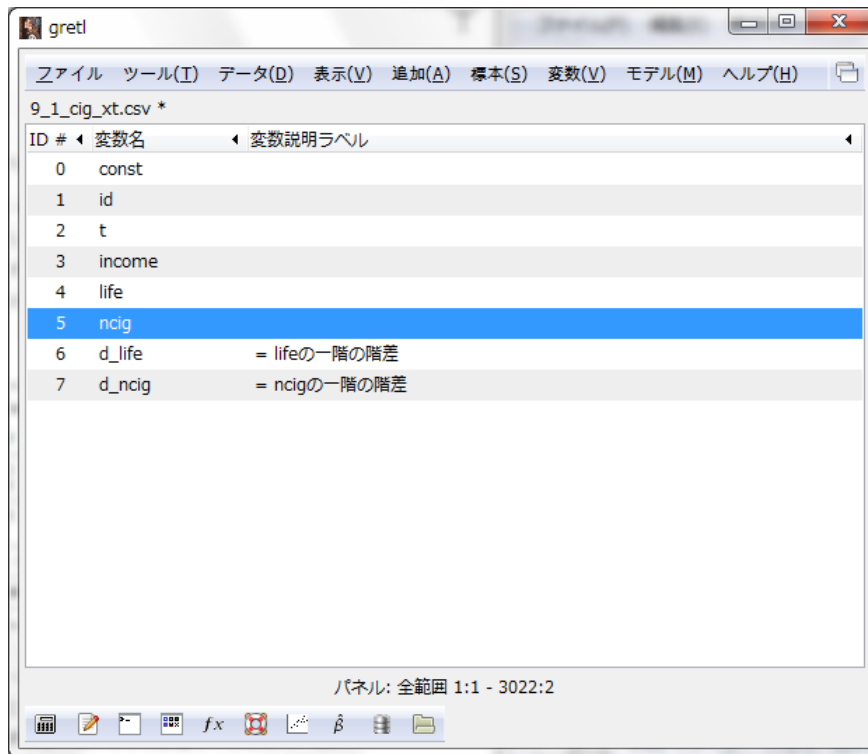 gretl
ファイル ツール(T) データ(D) 表示(V) 追加(A) 標本(S) 変数(V) モデル(M) ヘルプ(H)
9_1_cig_xt.csv *
ID # 変数名 変数説明ラベル
0 const
1 id
2 t
3 income
4 life
5 ncig
6 d_life = lifeの一階の階差
7 d_ncig = ncigの一階の階差
パネル: 全範囲 1:1 - 3022:2
fx β̂